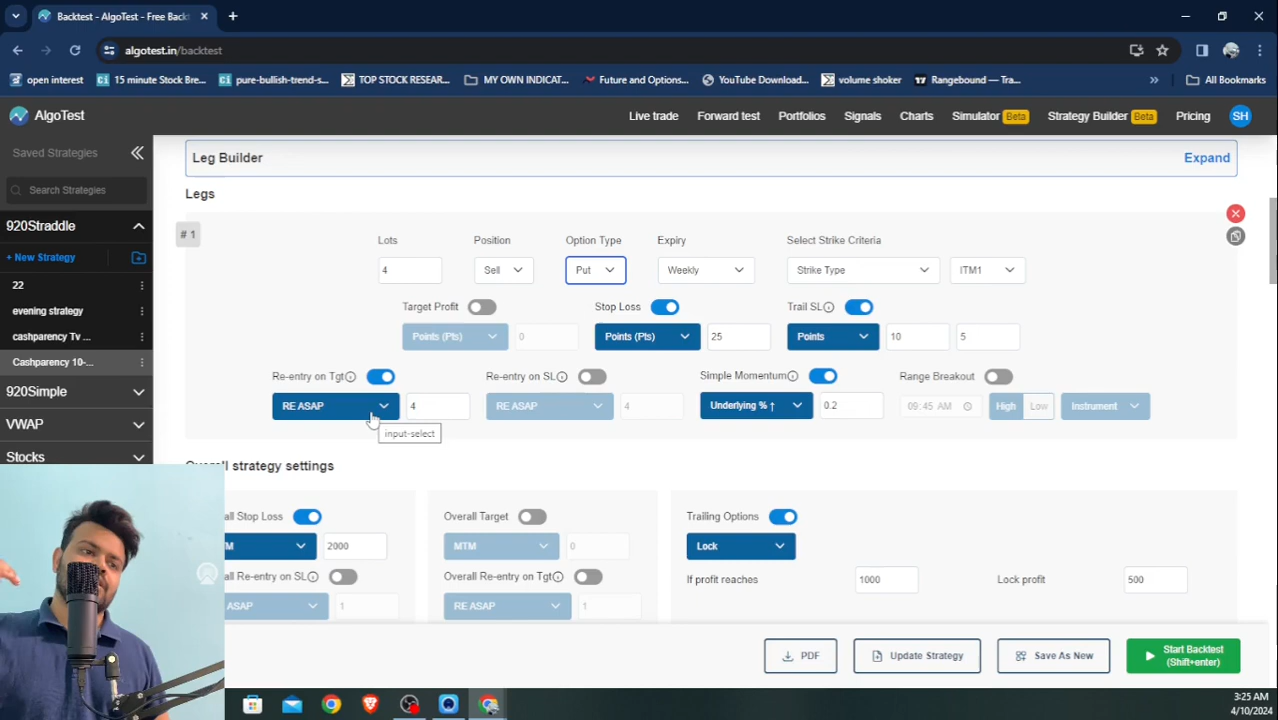 Backtest - AlgoTest - Free Back
algotest.in/backtest
open interest
15 minute Stock Bre...
pure-bullish-trend-s...
TOP STOCK RESEAR...
MY OWN INDICAT...
Future and Options...
YouTube Download...
volume shoker
Rangebound — Tra...
»
All Bookmarks
AlgoTest
Live trade
Forward test
Portfolios
Signals
Charts
Simulator Beta
Strategy Builder Beta
Pricing
SH
Saved Strategies
Search Strategies
920Straddle
+ New Strategy
22
evening strategy
cashparency Tv ...
Cashparency 10-...
920Simple
VWAP
Stocks
Leg Builder
Expand
Legs
# 1
Lots
Position
Option Type
Expiry
Select Strike Criteria
4
Sell
Put
Weekly
Strike Type
ITM1
Target Profit
Stop Loss
Trail SL
Points (Pts)
0
Points (Pts)
25
Points
10
5
Re-entry on Tgt
Re-entry on SL
Simple Momentum
Range Breakout
RE ASAP
4
RE ASAP
4
Underlying % ↑
0.2
09:45 AM
High
Low
Instrument
input-select
rall strategy settings
all Stop Loss
Overall Target
Trailing Options
M
2000
MTM
0
Lock
all Re-entry on SL
Overall Re-entry on Tgt
If profit reaches
1000
Lock profit
500
ASAP
1
RE ASAP
1
PDF
Update Strategy
Save As New
Start Backtest
(Shift+enter)
3:25 AM
4/10/2024